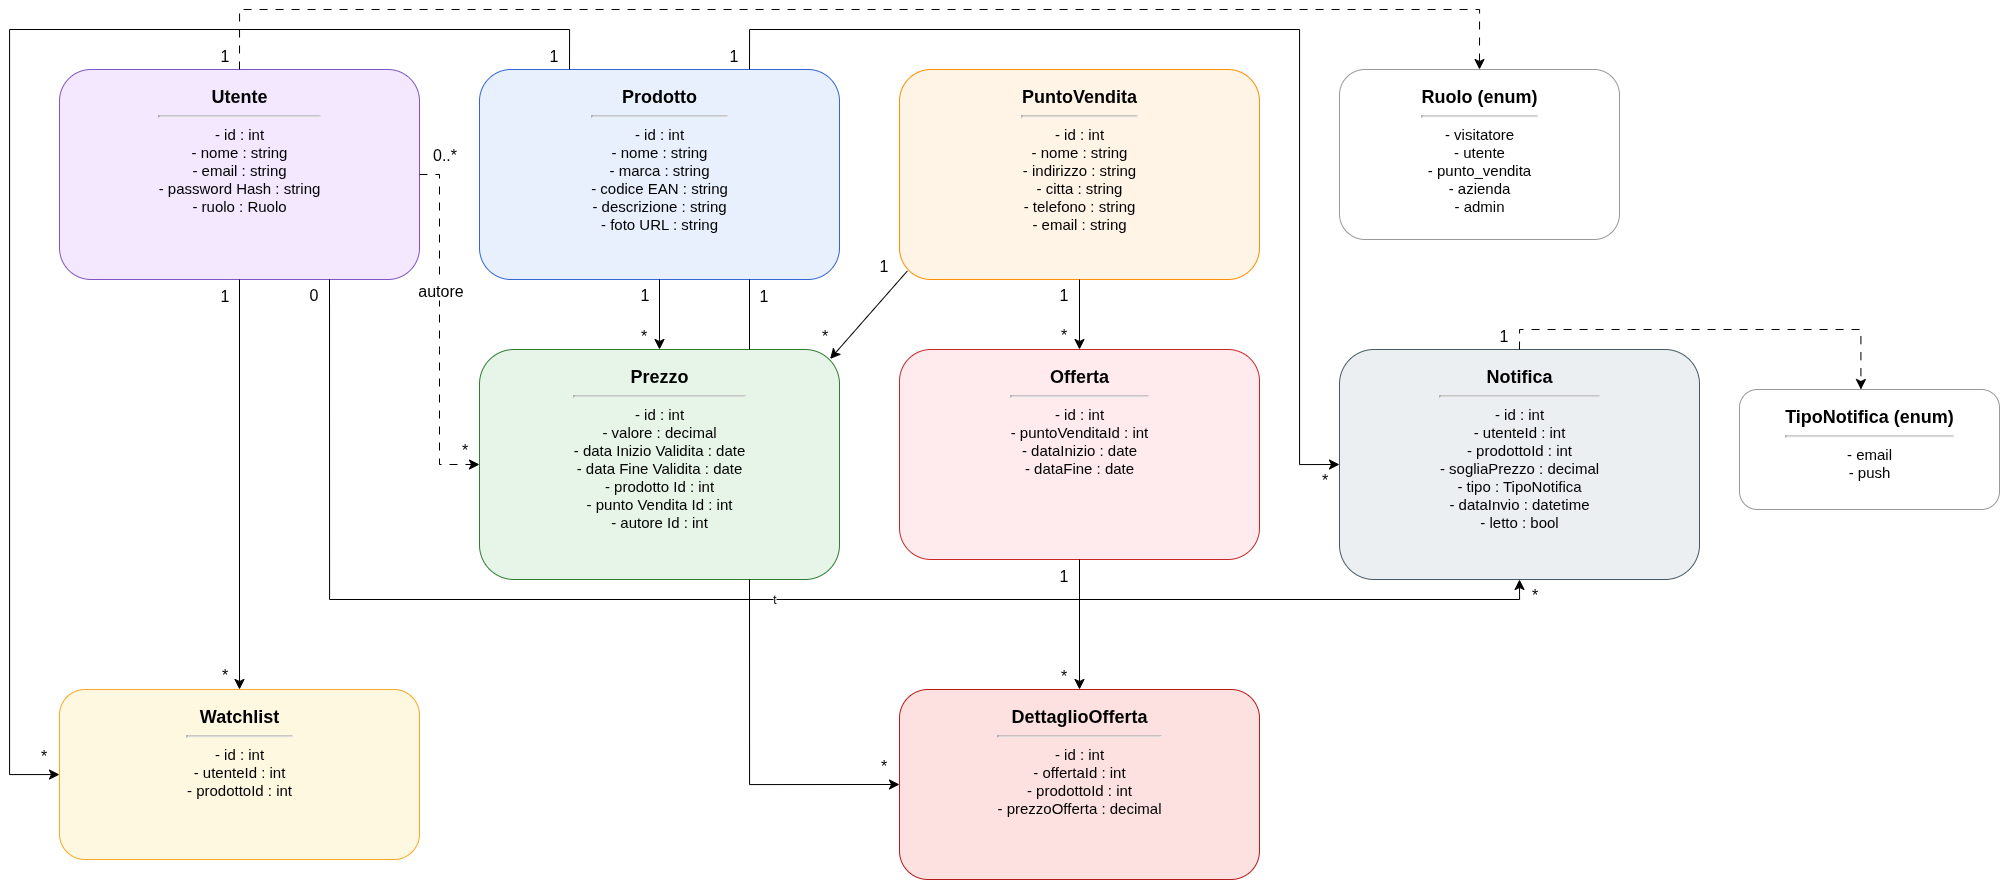 1
1
1
Utente
- id : int
- nome : string
- email : string
- password Hash : string
- ruolo : Ruolo
0..*
autore
Prodotto
- id : int
- nome : string
- marca : string
- codice EAN : string
- descrizione : string
- foto URL : string
PuntoVendita
- id : int
- nome : string
- indirizzo : string
- citta : string
- telefono : string
- email : string
Ruolo (enum)
- visitatore
- utente
- punto_vendita
- azienda
- admin
1
0
1
1
1
1
*
*
*
1
Prezzo
- id : int
- valore : decimal
- data Inizio Validita : date
- data Fine Validita : date
- prodotto Id : int
- punto Vendita Id : int
- autore Id : int
*
Offerta
- id : int
- puntoVenditaId : int
- dataInizio : date
- dataFine : date
Notifica
- id : int
- utenteId : int
- prodottoId : int
- sogliaPrezzo : decimal
- tipo : TipoNotifica
- dataInvio : datetime
- letto : bool
*
TipoNotifica (enum)
- email
- push
1
t
*
*
*
*
*
Watchlist
- id : int
- utenteId : int
- prodottoId : int
DettaglioOfferta
- id : int
- offertaId : int
- prodottoId : int
- prezzoOfferta : decimal